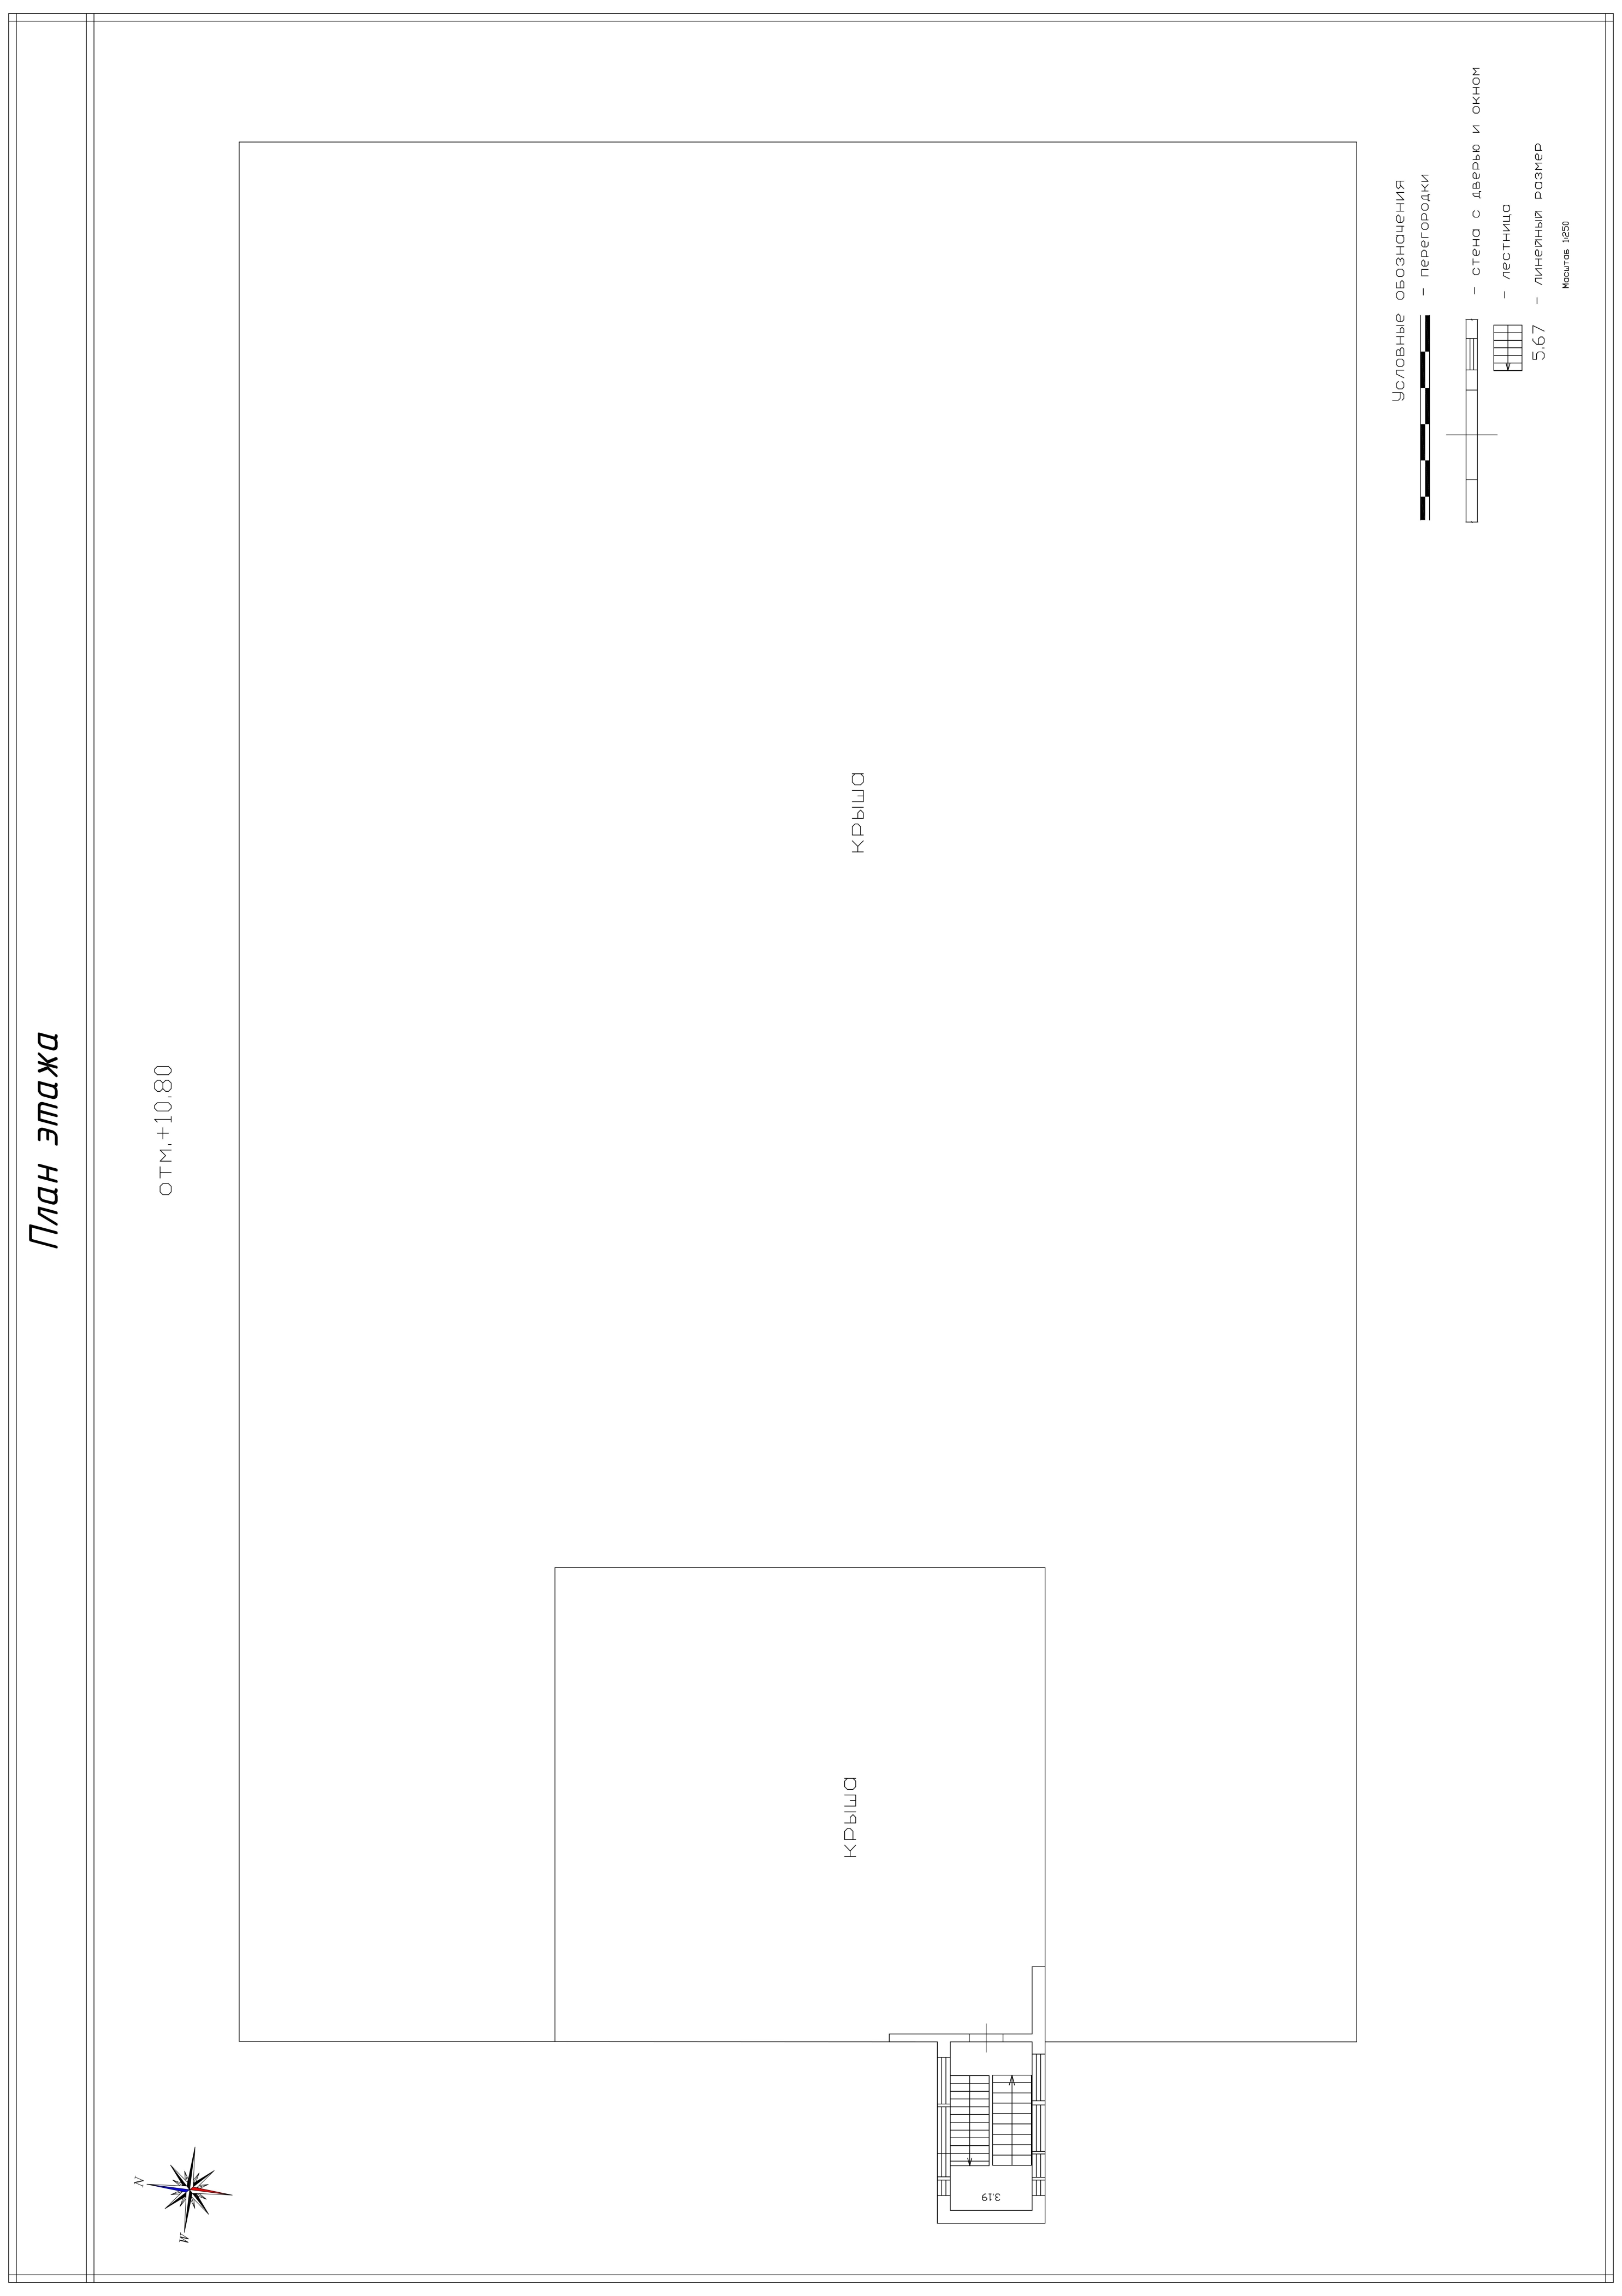 План этажа
отм.+10.80
крыша
крыша
3.19
N
W
Условные обозначения
- перегородки
- стена с дверью и окном
- лестница
5.67 - линейный размер
Масштаб 1:250